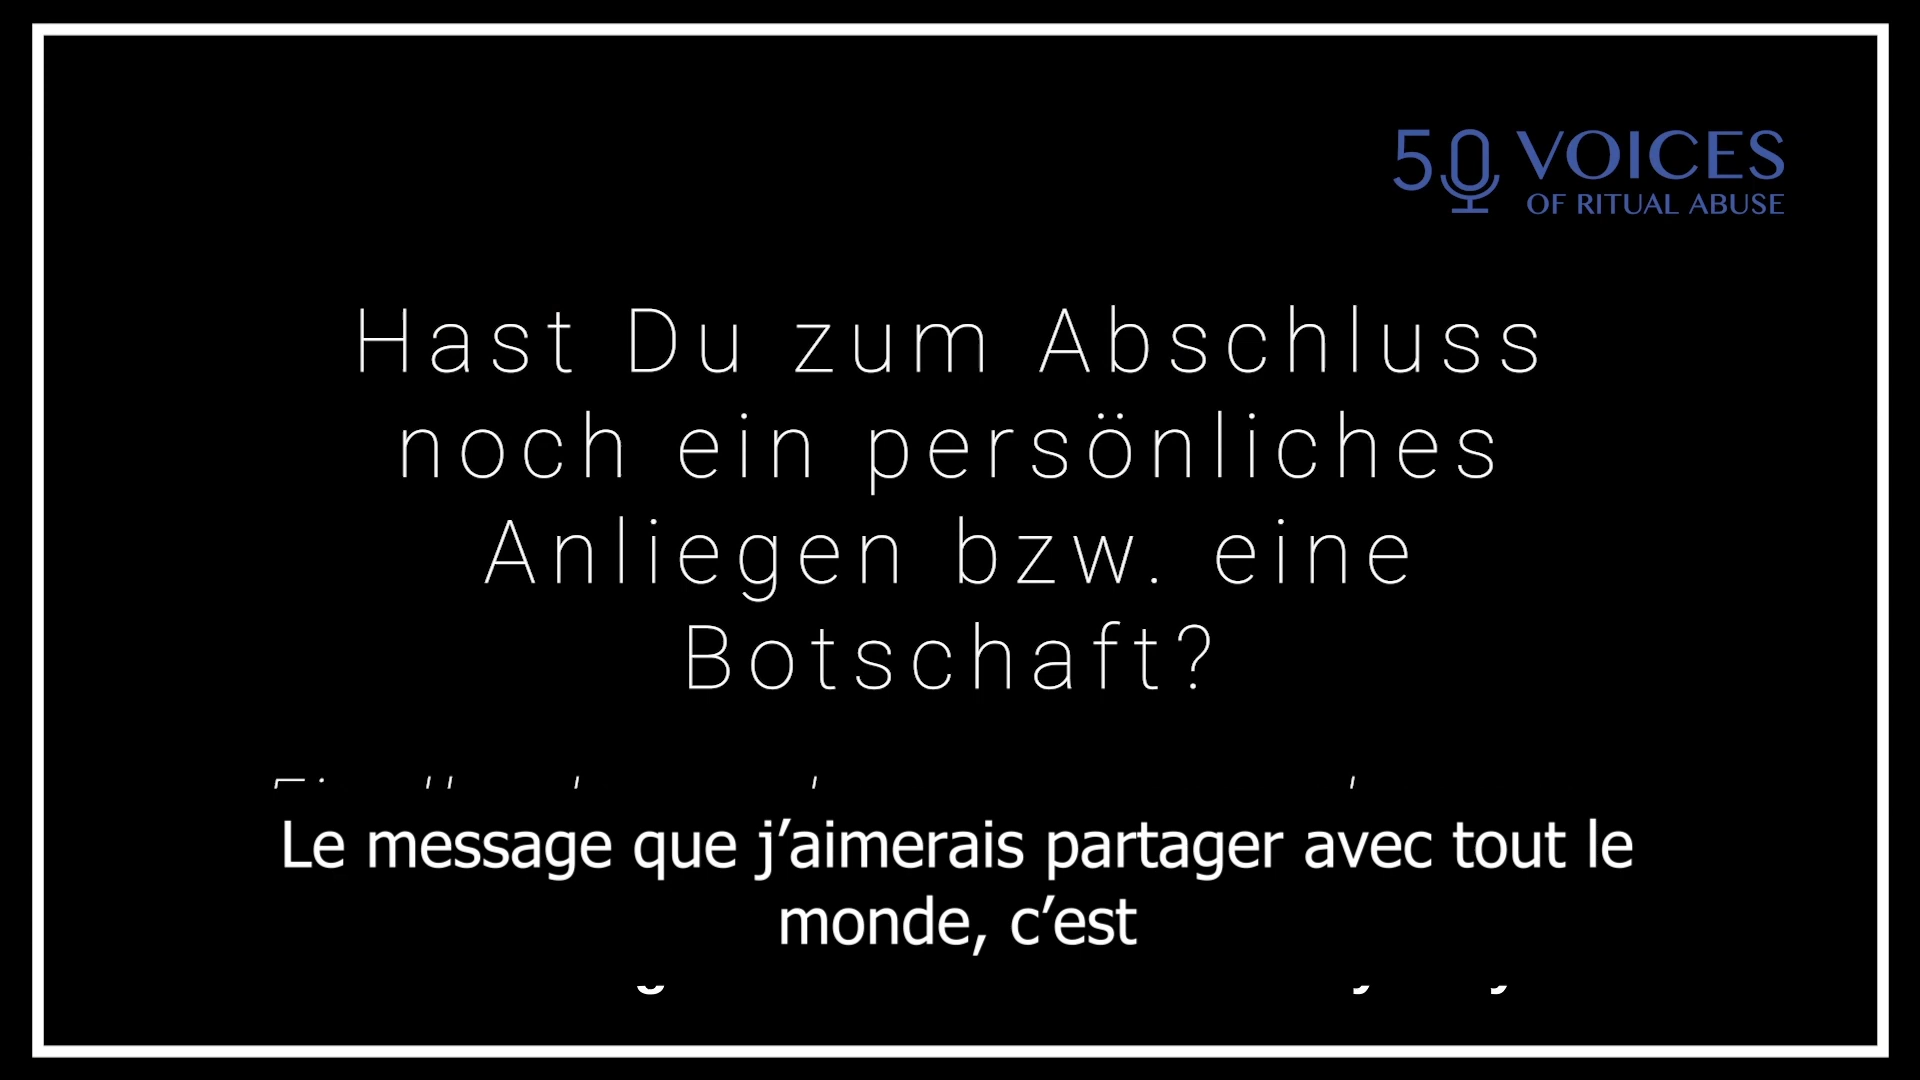 50 VOICES
OF RITUAL ABUSE
Hast Du zum Abschluss
noch ein persönliches
Anliegen bzw. eine
Botschaft?
Le message que j’aimerais partager avec tout le
monde, c’est